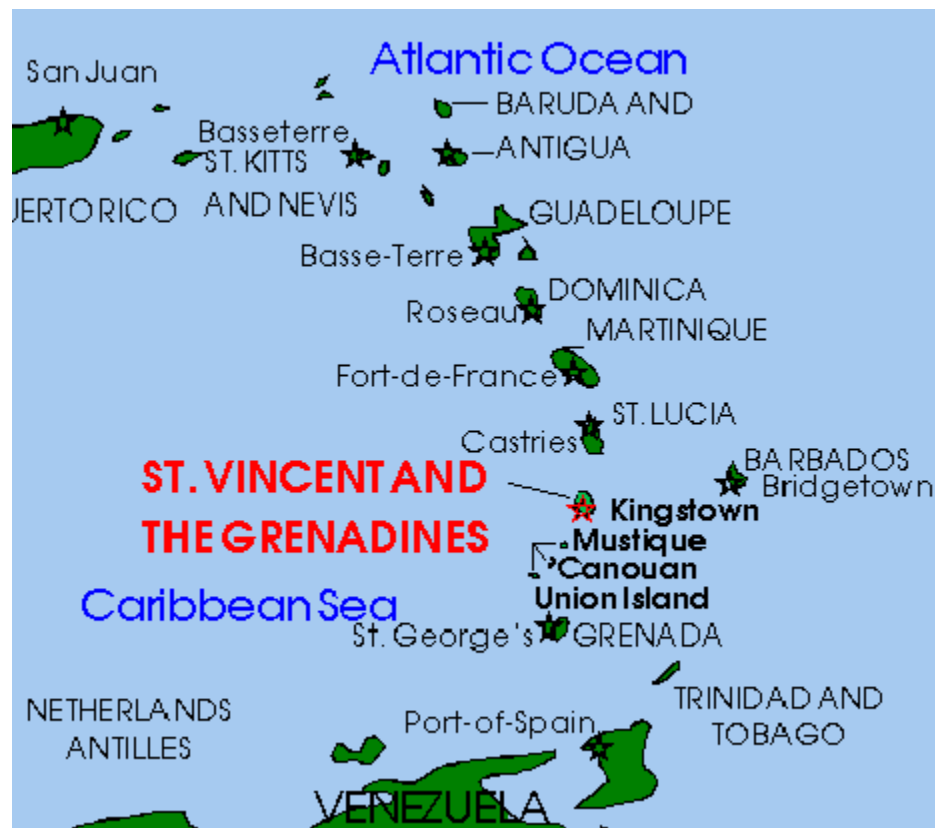 Atlantic Ocean
San Juan
BARUDA AND
Basseterre
ANTIGUA
ST. KITTS
AND NEVIS
UERTO RICO
GUADELOUPE
Basse-Terre
DOMINICA
Roseau
MARTINIQUE
Fort-de-France
ST. LUCIA
Castries
BARBADOS
Bridgetown
ST. VINCENT AND
THE GRENADINES
Kingstown
Mustique
Canouan
Union Island
Caribbean Sea
St. George's
GRENADA
TRINIDAD AND
TOBAGO
NETHERLANDS
ANTILLES
Port-of-Spain
VENEZUELA